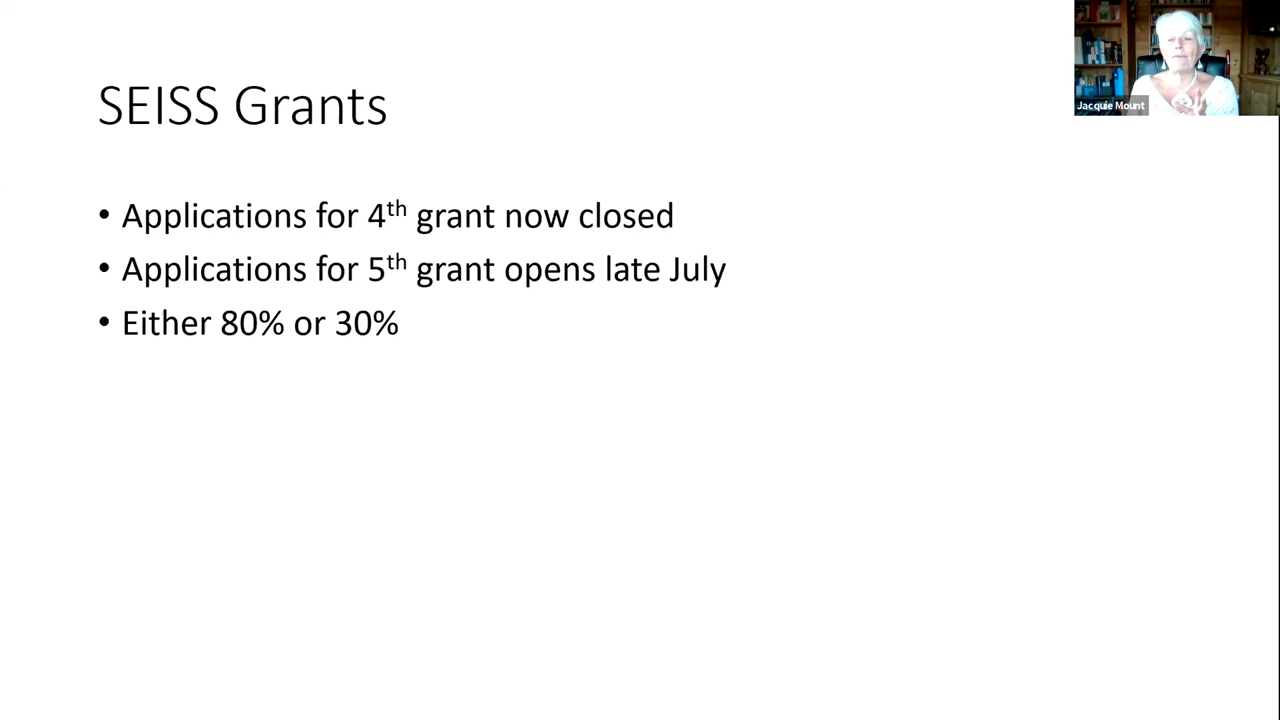 SEISS Grants
• Applications for 4th grant now closed
• Applications for 5th grant opens late July
• Either 80% or 30%
Jacquie Mount